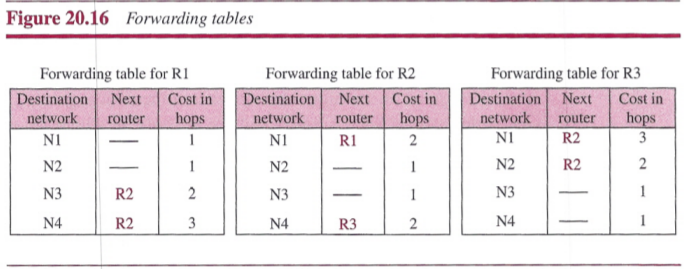 Figure 20.16 Forwarding tables
Forwarding table for R1 Forwarding table for R2 Forwarding table for R3
Destination Next Cost in Destination Next Cost in Destination Next Cost in
network router hops network router hops network router hops
N1 — 1 N1 R1 2 N1 R2 3
N2 — 1 N2 — 1 N2 R2 2
N3 R2 2 N3 — 1 N3 — 1
N4 R2 3 N4 R3 2 N4 — 1